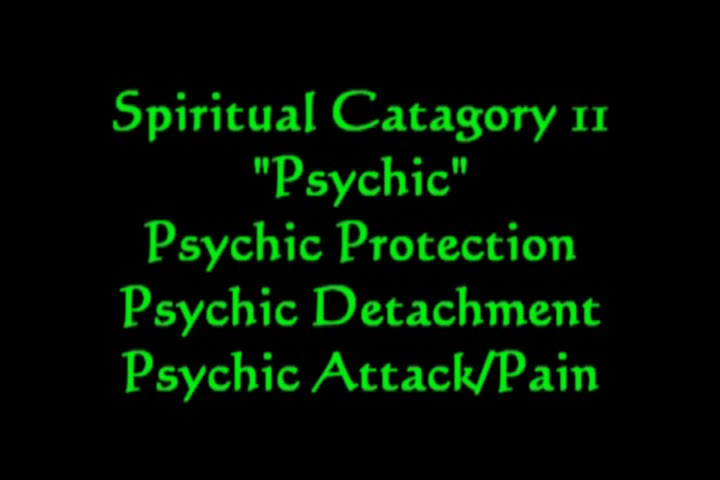 Spiritual Catagory 11
"Psychic"
Psychic Protection
Psychic Detachment
Psychic Attack/Pain